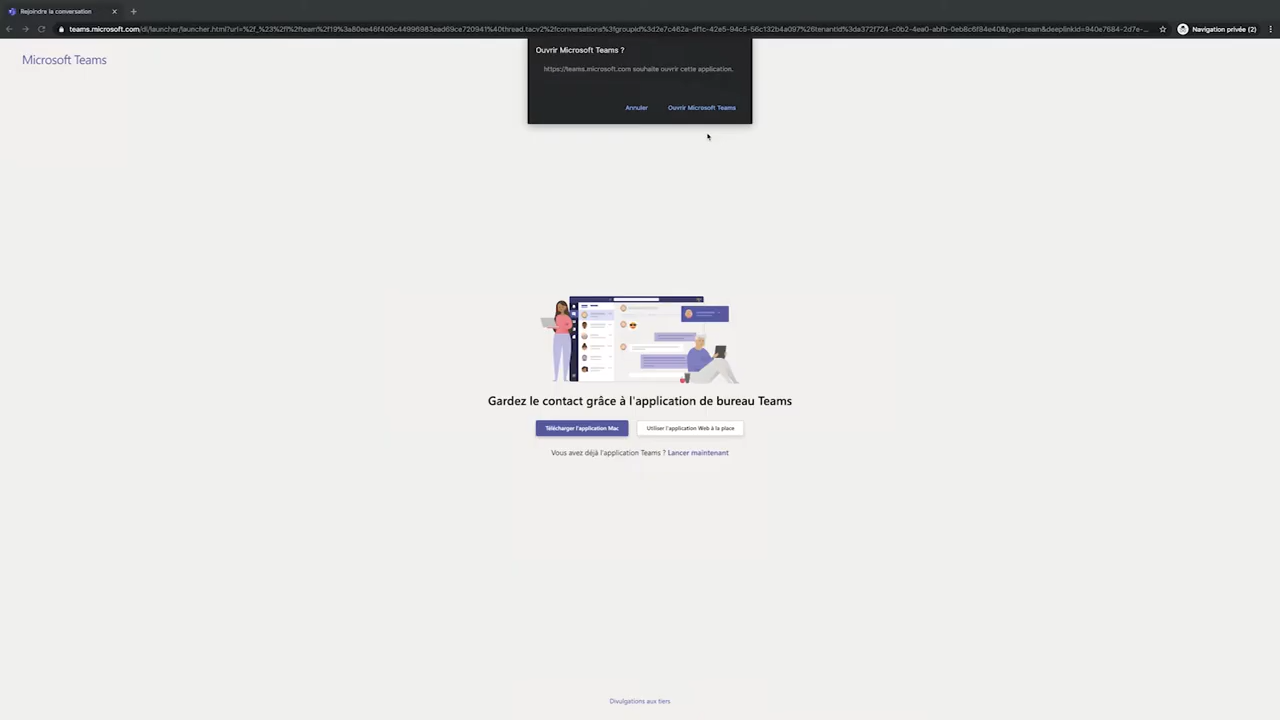 Rejoindre la conversation
Navigation privée (2)
Microsoft Teams
Ouvrir Microsoft Teams ?
https://teams.microsoft.com souhaite ouvrir cette application.
Annuler
Ouvrir Microsoft Teams
Gardez le contact grâce à l'application de bureau Teams
Télécharger l'application Mac
Utiliser l'application Web à la place
Vous avez déjà l'application Teams ? Lancer maintenant
Divulgations aux tiers